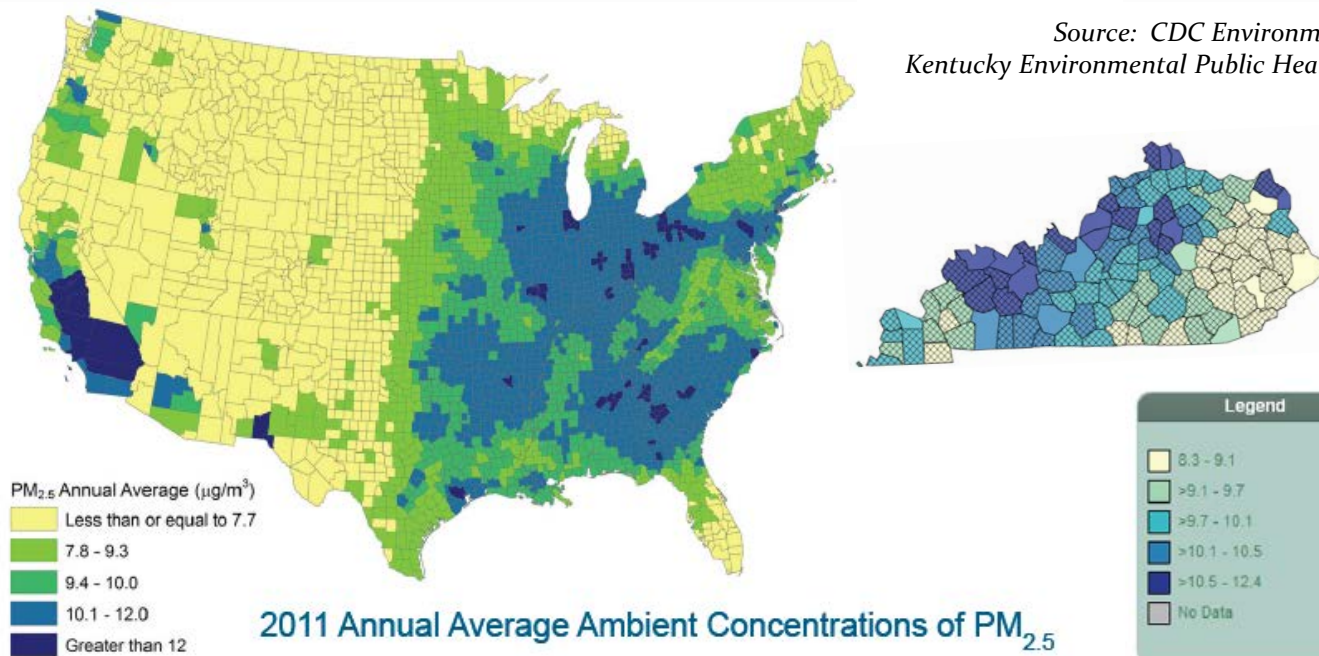 Source: CDC Environm
Kentucky Environmental Public Hea
Legend
8.3 - 9.1
>9.1 - 9.7
>9.7 - 10.1
>10.1 - 10.5
>10.5 - 12.4
No Data
PM2.5 Annual Average (µg/m³)
Less than or equal to 7.7
7.8 - 9.3
9.4 - 10.0
10.1 - 12.0
Greater than 12
2011 Annual Average Ambient Concentrations of PM2.5